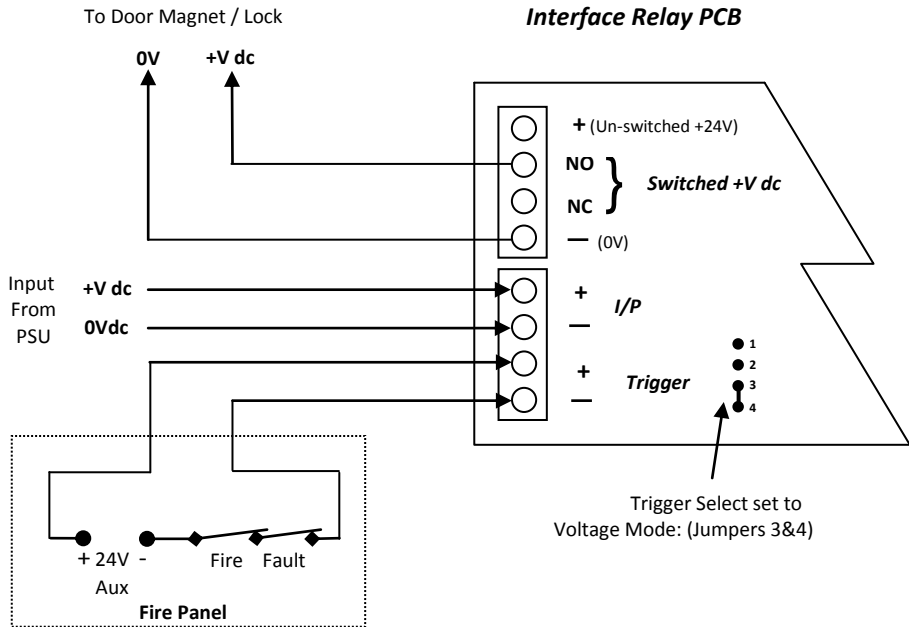 To Door Magnet / Lock
Interface Relay PCB
0V +V dc
+ (Un-switched +24V)
NO
NC
} Switched +V dc
— (0V)
Input
From
PSU
+V dc
0Vdc
+
—
I/P
+
—
Trigger
1
2
3
4
Trigger Select set to
Voltage Mode: (Jumpers 3&4)
+ 24V -
Aux
Fire Fault
Fire Panel